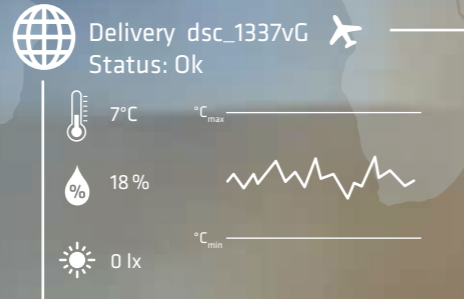 Delivery dsc_1337vG
Status: Ok
7°C
°Cmax
%
18 %
°Cmin
0 lx